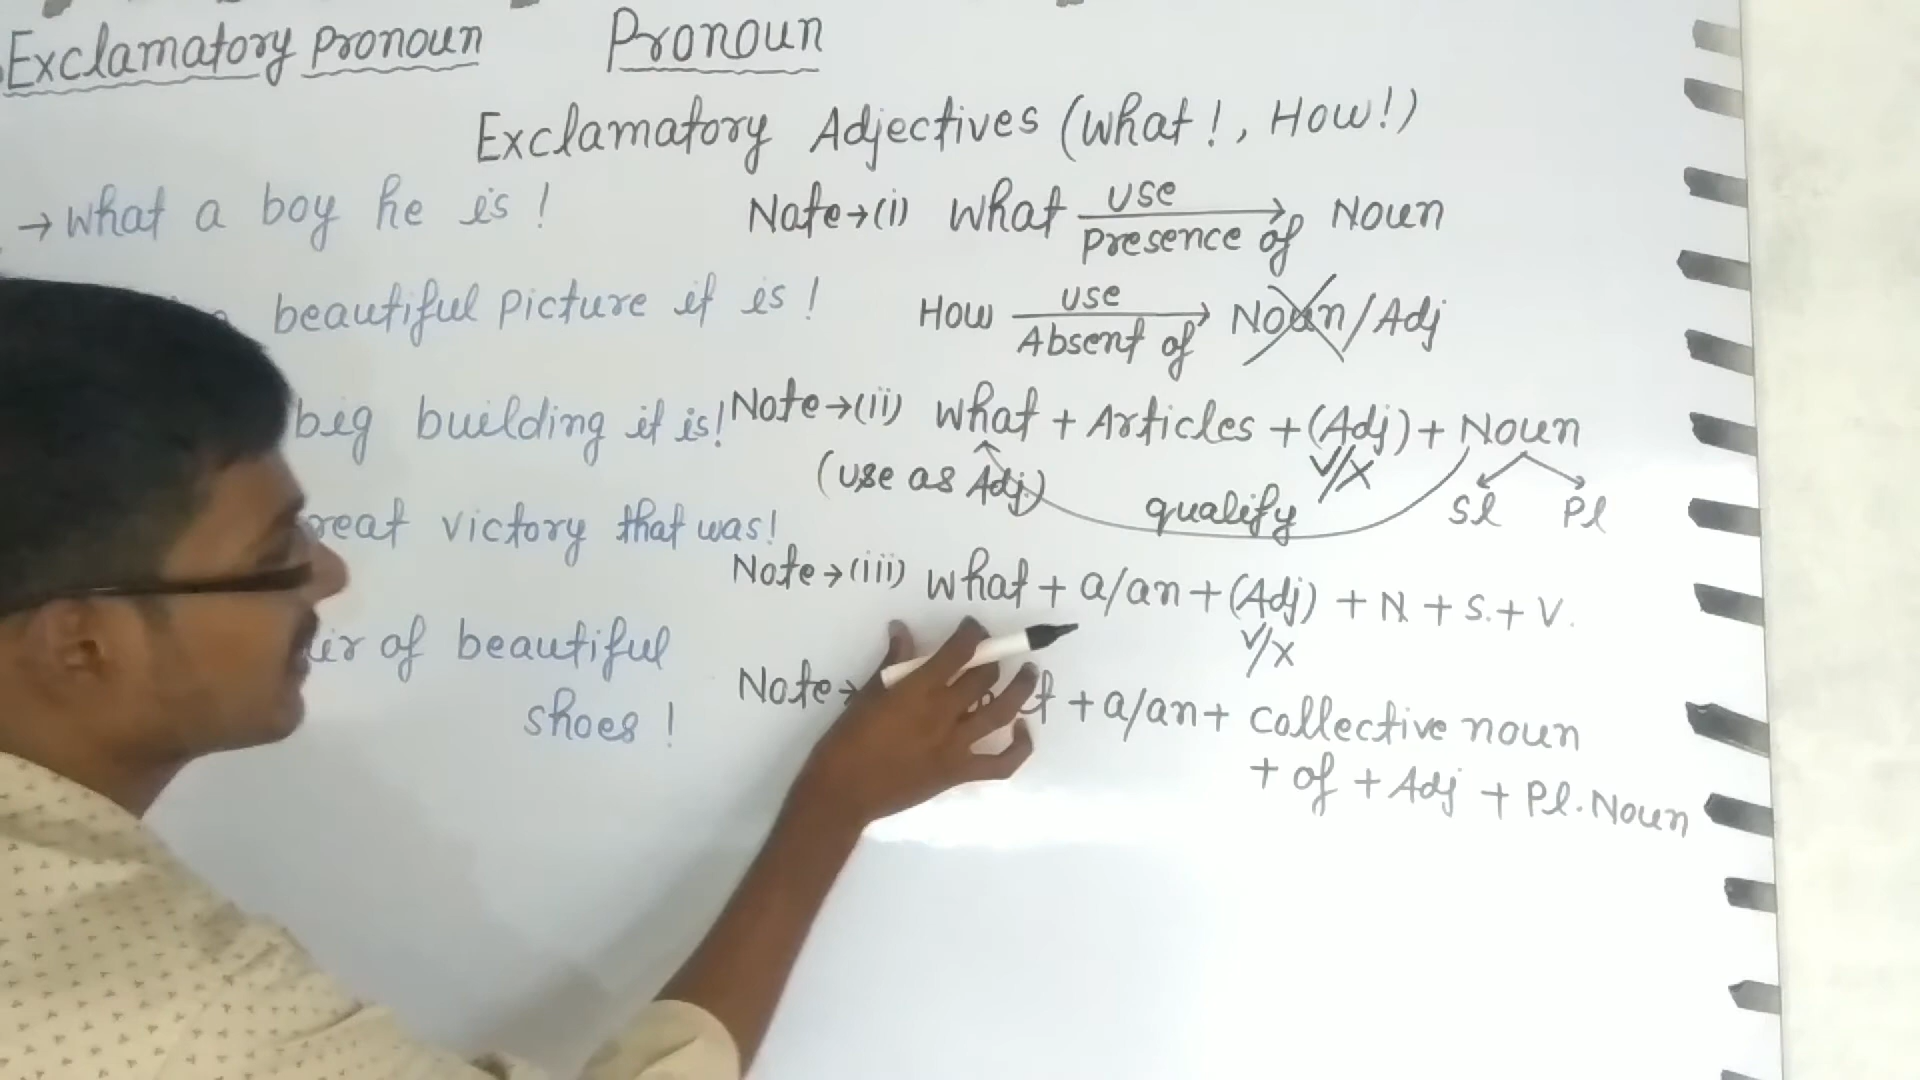 Exclamatory pronoun Pronoun
Exclamatory Adjectives (what!, How!)
→ what a boy he is!
beautiful picture it is!
big building it is!
victory that was!
of beautiful
shoes!
Note→(i) what use presence of Noun
How use Absent of Noun/Adj
Note→(ii) what + Articles + (Adj) + Noun
(use as Adj) qualify √/x Sl Pl
Note→(iii) what + a/an + (Adj) + N + S. + V.
√/x
Note→ + a/an + collective noun
+ of + Adj + Pl. Noun